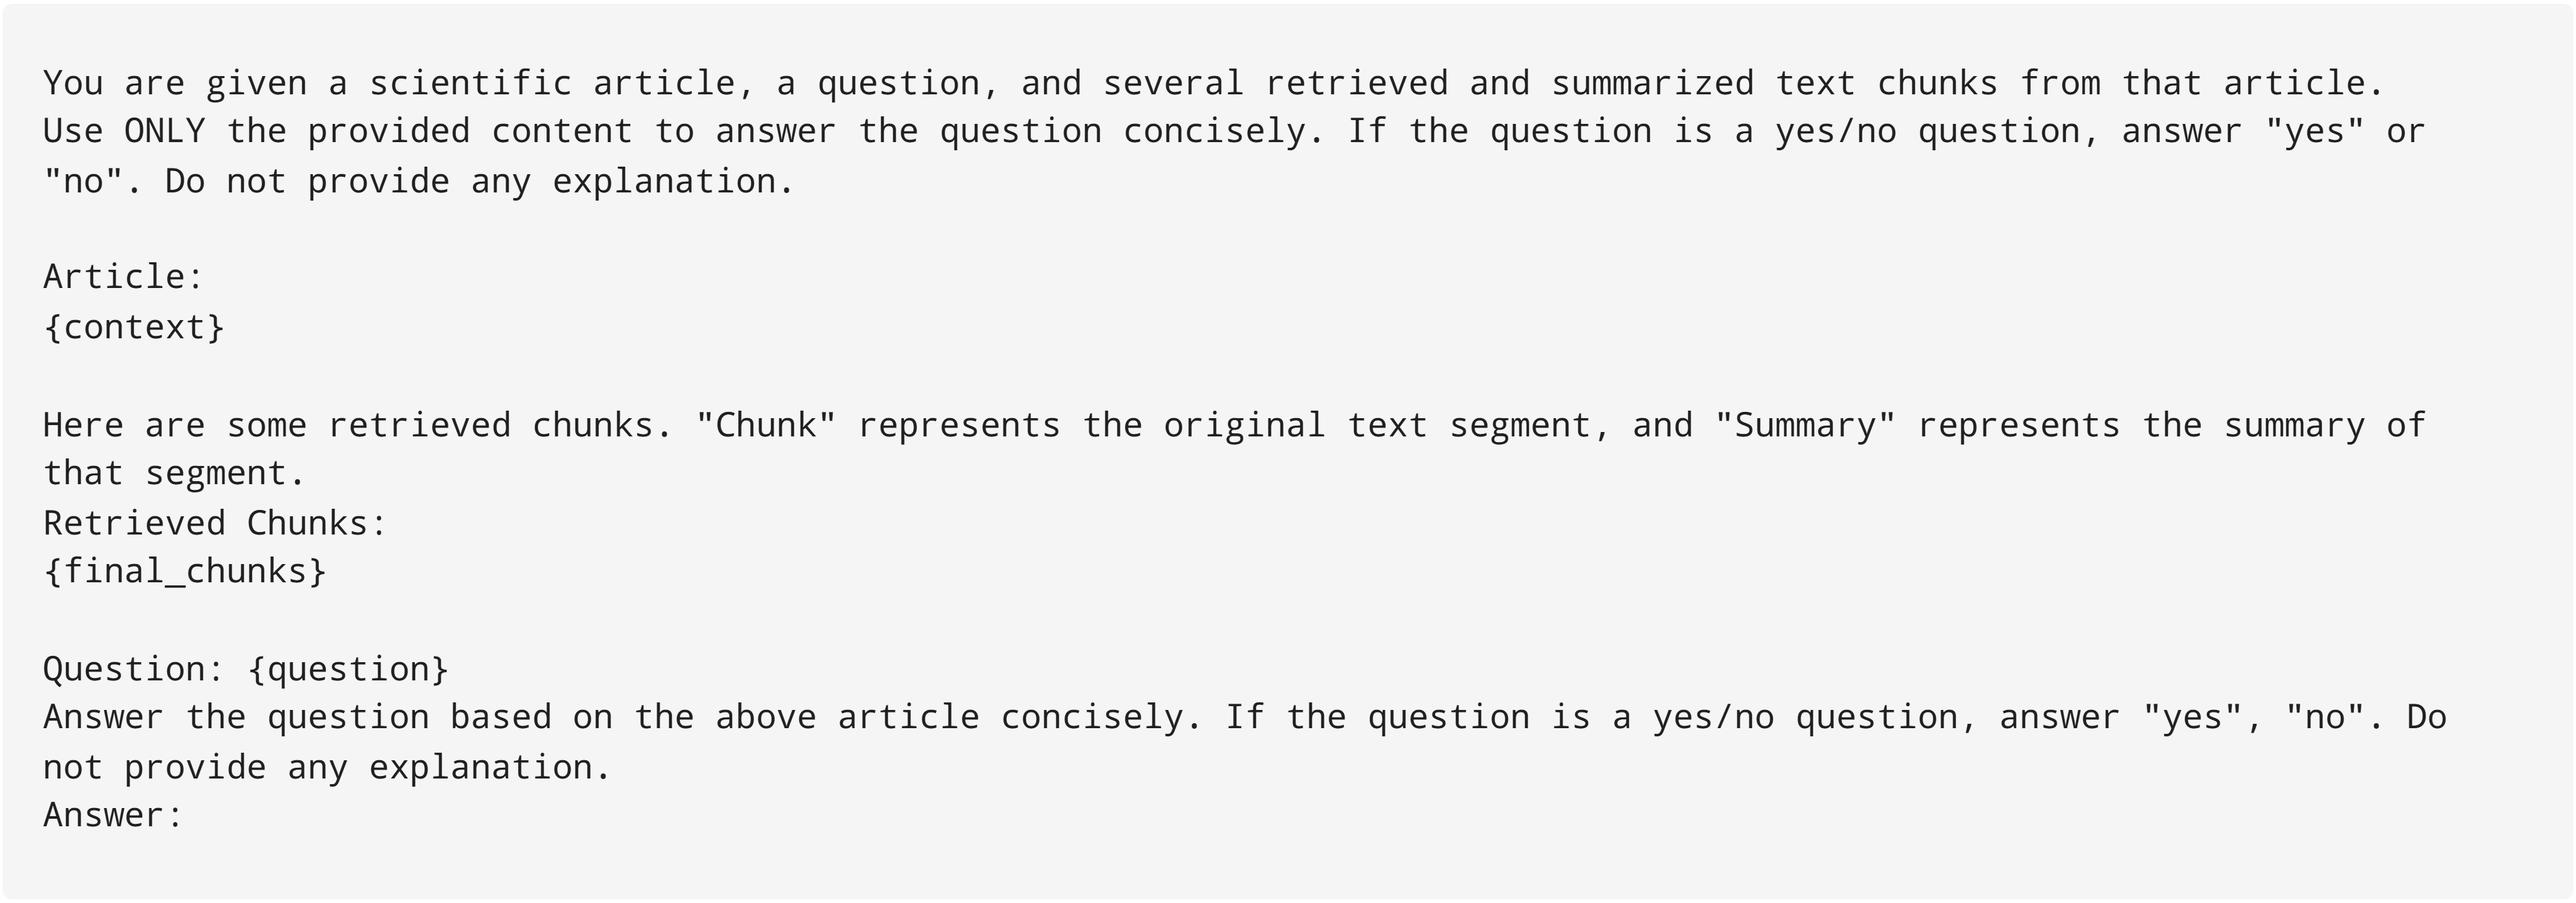 You are given a scientific article, a question, and several retrieved and summarized text chunks from that article.
Use ONLY the provided content to answer the question concisely. If the question is a yes/no question, answer "yes" or
"no". Do not provide any explanation.
Article:
{context}
Here are some retrieved chunks. "Chunk" represents the original text segment, and "Summary" represents the summary of
that segment.
Retrieved Chunks:
{final_chunks}
Question: {question}
Answer the question based on the above article concisely. If the question is a yes/no question, answer "yes", "no". Do
not provide any explanation.
Answer: